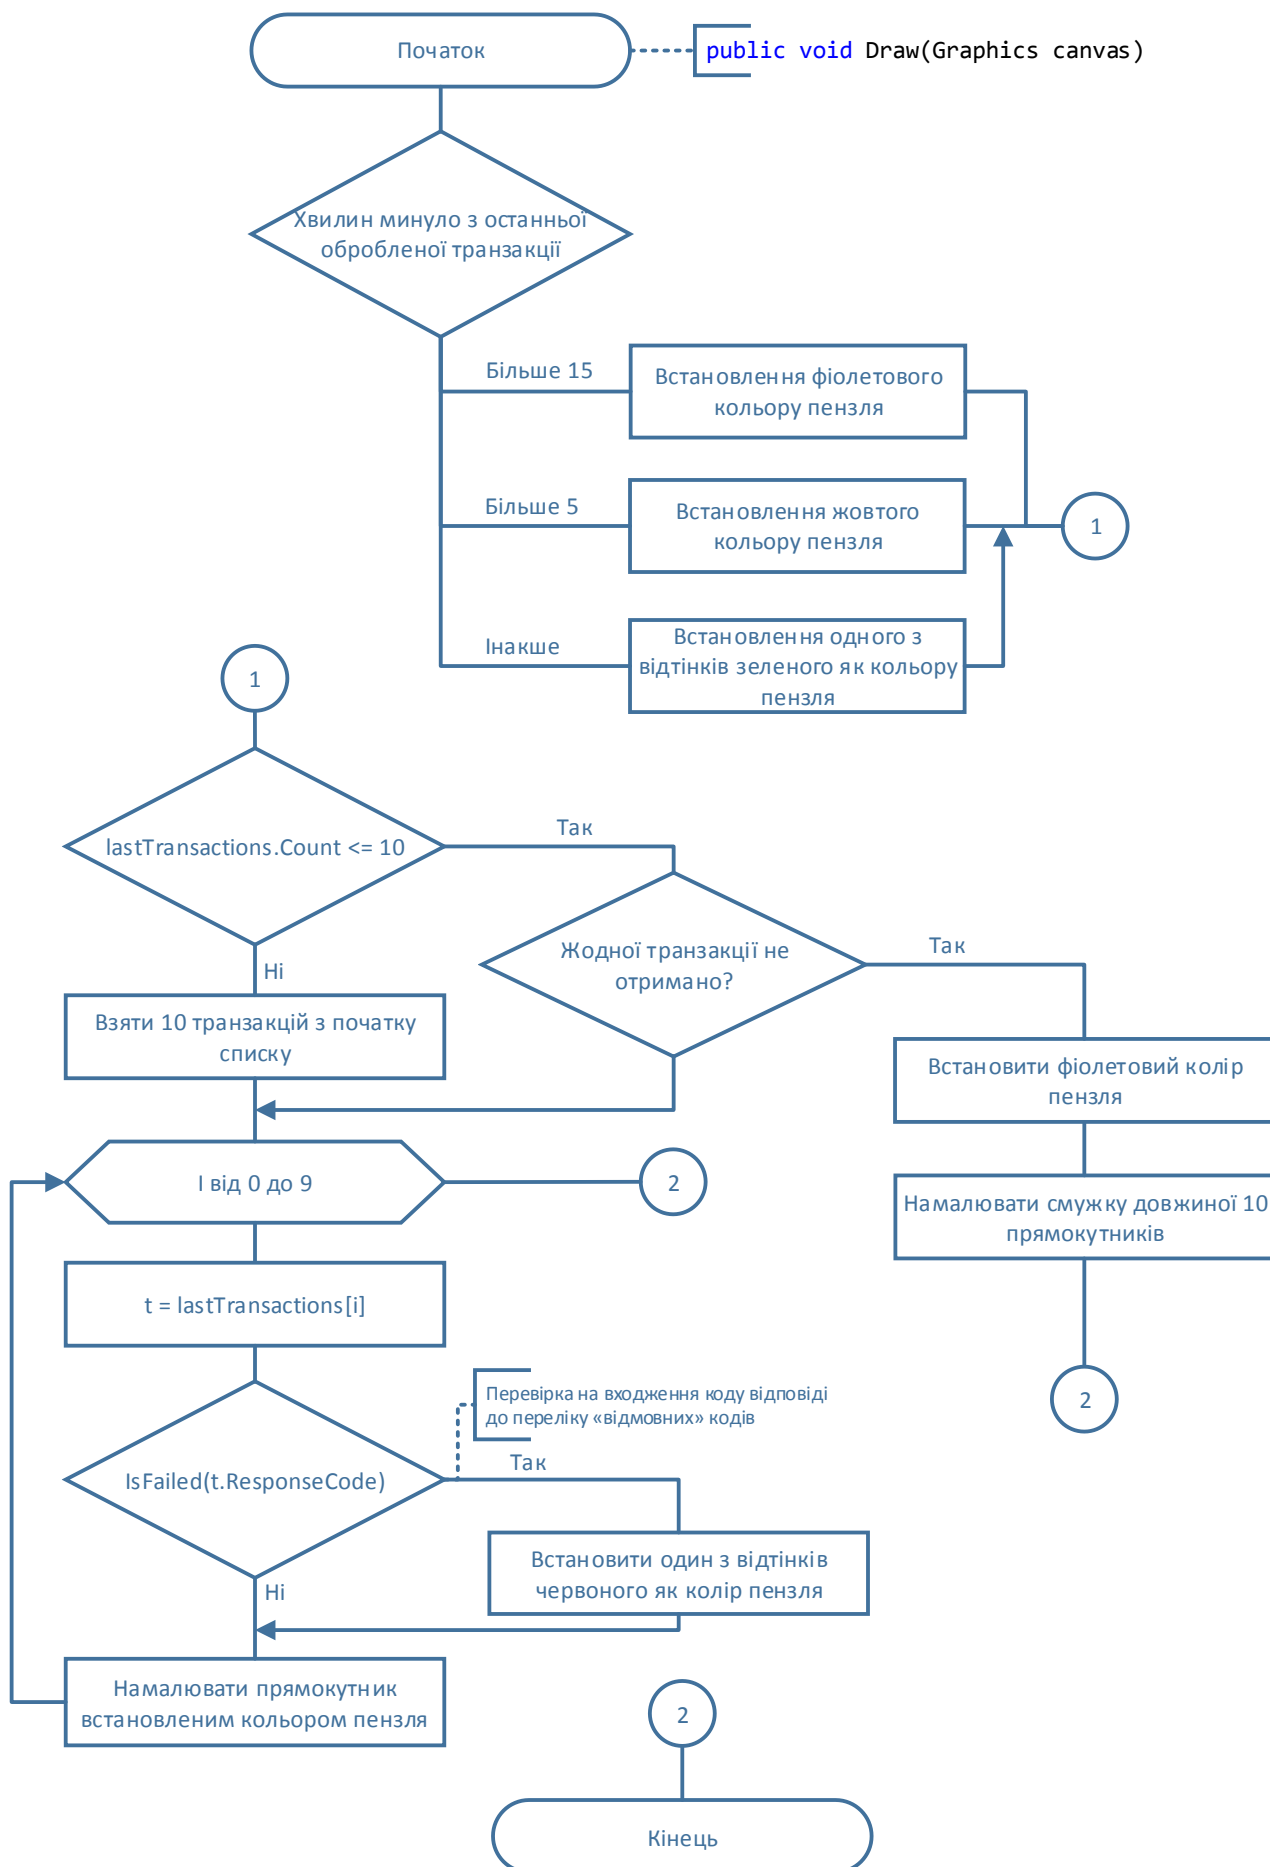 Початок
public void Draw(Graphics canvas)
Хвилин минуло з останньої
обробленої транзакції
Більше 15
Встановлення фіолетового
кольору пензля
Більше 5
Встановлення жовтого
кольору пензля
1
Інакше
Встановлення одного з
відтінків зеленого як кольору
пензля
1
lastTransactions.Count <= 10
Так
Жодної транзакції не
отримано?
Так
Ні
Взяти 10 транзакцій з початку
списку
Встановити фіолетовий колір
пензля
І від 0 до 9
2
Намалювати смужку довжиної 10
прямокутників
t = lastTransactions[i]
Перевірка на входження коду відповіді
до переліку «відмовних» кодів
2
IsFailed(t.ResponseCode)
Так
Встановити один з відтінків
червоного як колір пензля
Ні
Намалювати прямокутник
встановленим кольором пензля
2
Кінець